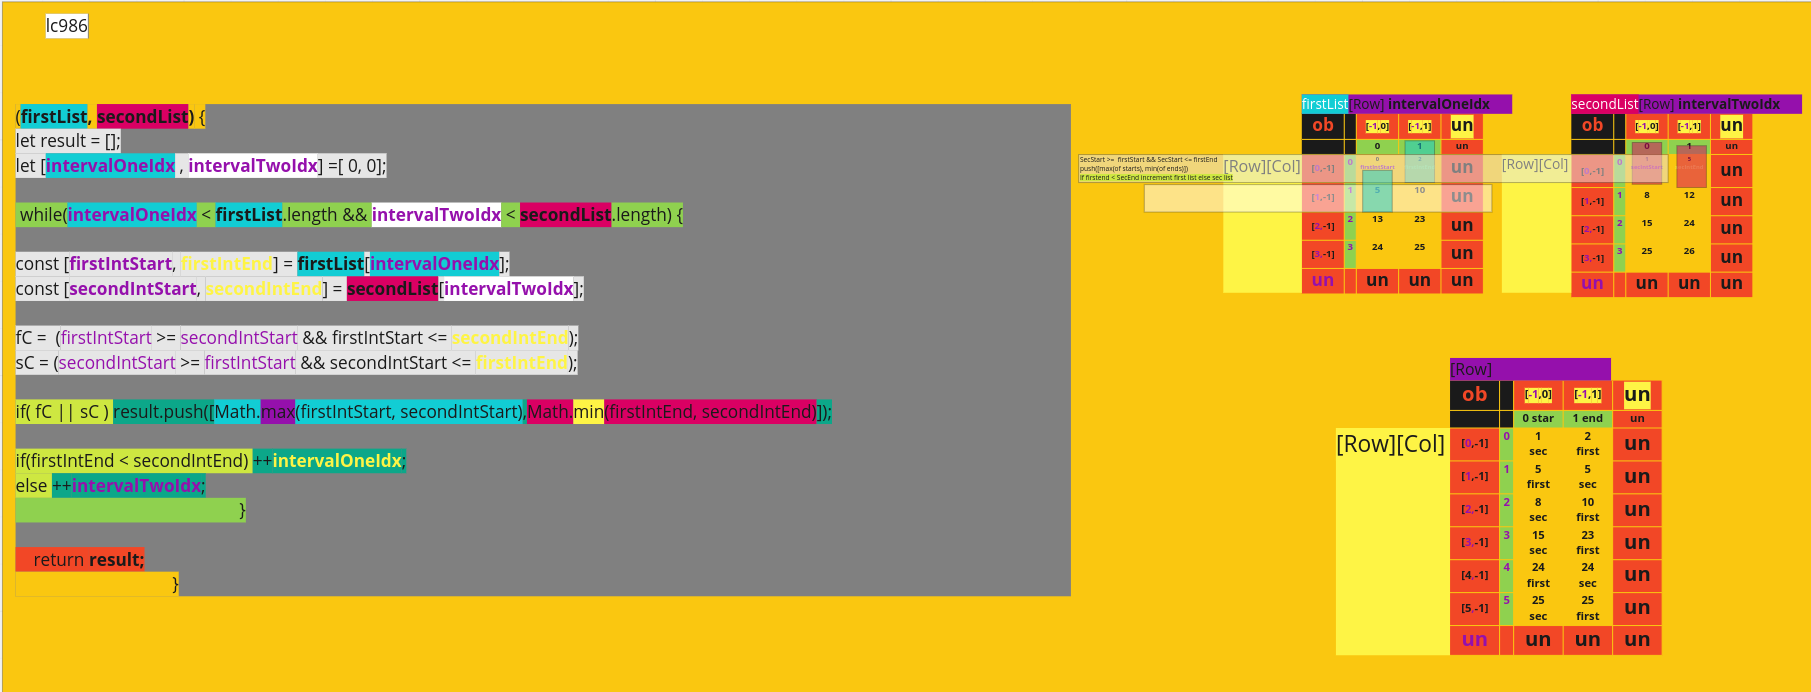 lc986
(firstList, secondList) {
let result = [];
let [intervalOneIdx , intervalTwoIdx] =[ 0, 0];
while(intervalOneIdx < firstList.length && intervalTwoIdx < secondList.length) {
const [firstIntStart, firstIntEnd] = firstList[intervalOneIdx];
const [secondIntStart, secondIntEnd] = secondList[intervalTwoIdx];
fC = (firstIntStart >= secondIntStart && firstIntStart <= secondIntEnd);
sC = (secondIntStart >= firstIntStart && secondIntStart <= firstIntEnd);
if( fC || sC ) result.push([Math.max(firstIntStart, secondIntStart),Math.min(firstIntEnd, secondIntEnd)]);
if(firstIntEnd < secondIntEnd) ++intervalOneIdx;
else ++intervalTwoIdx;
}
return result;
}
SecStart >= firstStart && SecStart <= firstEnd
push([max(of starts), min(of ends)])
if firstend < SecEnd increment first list else sec list
firstList[Row] intervalOneIdx
ob [-1,0] [-1,1] un
0 1 un
[Row][Col] [0,-1] 0 0 2 un
firstIntStart
[1,-1] 1 5 10 un
[2,-1] 2 13 23 un
[3,-1] 3 24 25 un
un un un un
secondList[Row] intervalTwoIdx
ob [-1,0] [-1,1] un
0 1 un
[Row][Col] [0,-1] 0 1 5 un
[1,-1] 1 8 12 un
[2,-1] 2 15 24 un
[3,-1] 3 25 26 un
un un un un
[Row]
ob [-1,0] [-1,1] un
0 star 1 end un
[Row][Col] [0,-1] 0 1 2 un
sec first
[1,-1] 1 5 5 un
first sec
[2,-1] 2 8 10 un
sec first
[3,-1] 3 15 23 un
sec first
[4,-1] 4 24 24 un
first sec
[5,-1] 5 25 25 un
sec first
un un un un